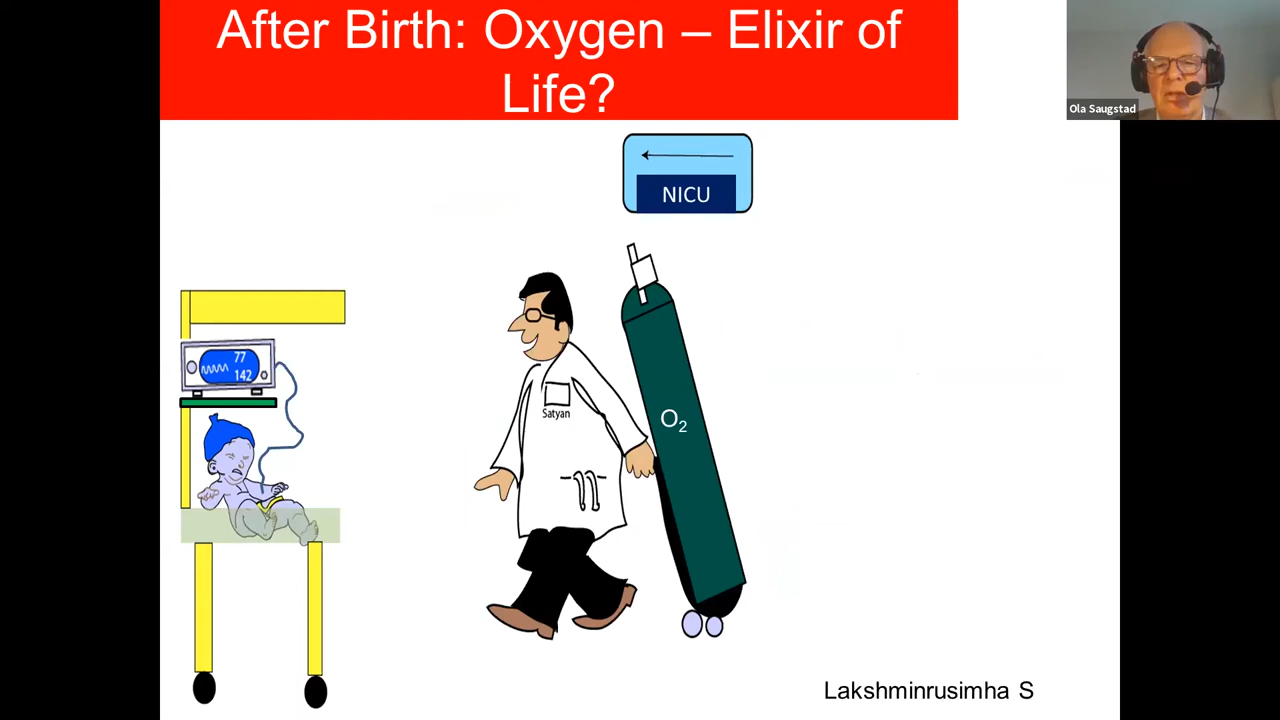 After Birth: Oxygen – Elixir of
Life?
Ola Saugstad
NICU
77
142
Satyan
O₂
Lakshminrusimha S